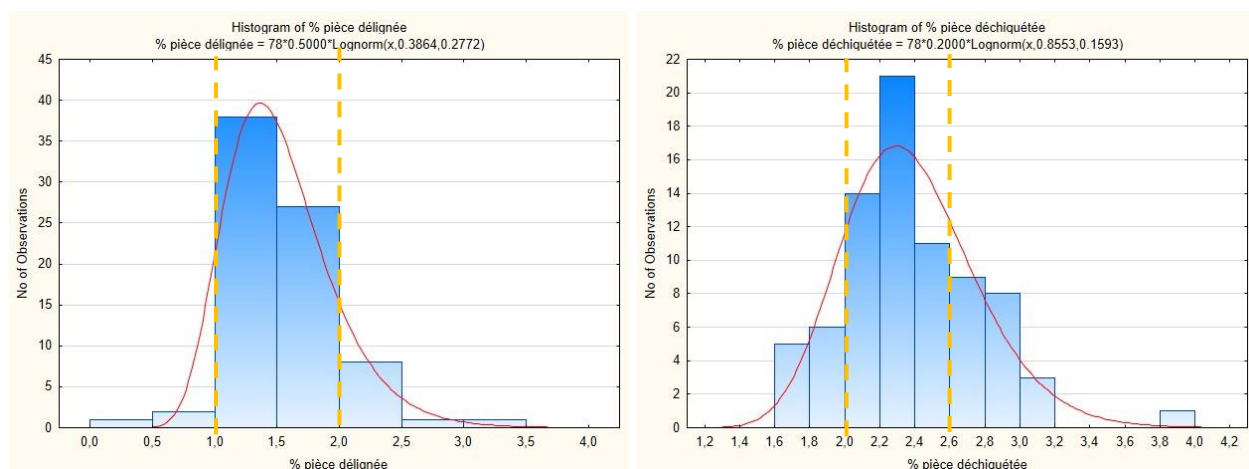 Histogram of % pièce délignée
% pièce délignée = 78*0.5000*Lognorm(x,0.3864,0.2772)
45
40
35
30
25
20
15
10
5
0
No of Observations
0,0 0,5 1,0 1,5 2,0 2,5 3,0 3,5 4,0
% pièce délignée
Histogram of % pièce déchiquétée
% pièce déchiquétée = 78*0.2000*Lognorm(x,0.8553,0.1593)
22
20
18
16
14
12
10
8
6
4
2
0
No of Observations
1,2 1,4 1,6 1,8 2,0 2,2 2,4 2,6 2,8 3,0 3,2 3,4 3,6 3,8 4,0 4,2
% pièce déchiquétée